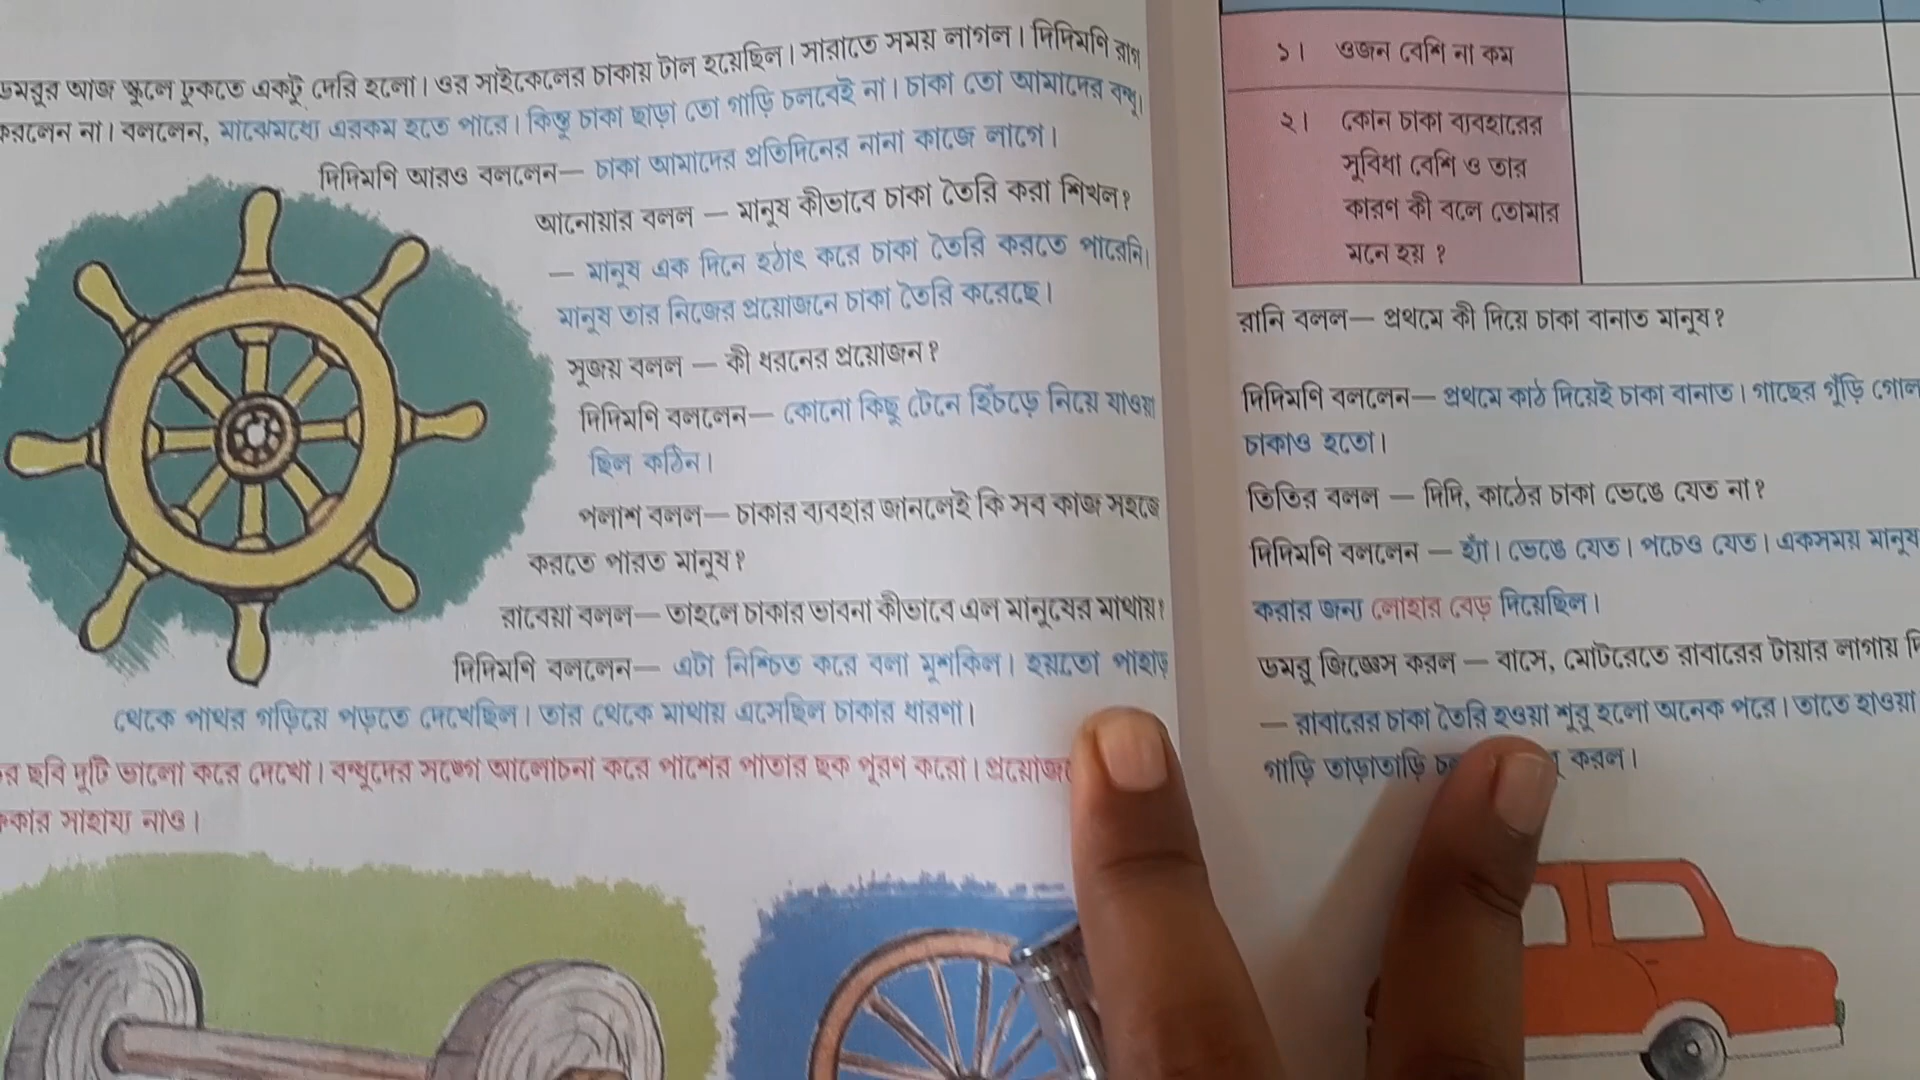 ডমরুর আজ স্কুলে ঢুকতে একটু দেরি হলো। ওর সাইকেলের চাকায় টাল হয়েছিল। সারাতে সময় লাগল। দিদিমণি রাগ
করলেন না। বললেন, মাঝেমধ্যে এরকম হতে পারে। কিন্তু চাকা ছাড়া তো গাড়ি চলবেই না। চাকা তো আমাদের বন্ধু।
দিদিমণি আরও বললেন— চাকা আমাদের প্রতিদিনের নানা কাজে লাগে।
আনোয়ার বলল — মানুষ কীভাবে চাকা তৈরি করা শিখল?
— মানুষ এক দিনে হঠাৎ করে চাকা তৈরি করতে পারেনি।
মানুষ তার নিজের প্রয়োজনে চাকা তৈরি করেছে।
সুজয় বলল — কী ধরনের প্রয়োজন?
দিদিমণি বললেন— কোনো কিছু টেনে হিঁচড়ে নিয়ে যাওয়া
ছিল কঠিন।
পলাশ বলল— চাকার ব্যবহার জানলেই কি সব কাজ সহজে
করতে পারত মানুষ?
রাবেয়া বলল— তাহলে চাকার ভাবনা কীভাবে এল মানুষের মাথায়?
দিদিমণি বললেন— এটা নিশ্চিত করে বলা মুশকিল। হয়তো পাহাড়
থেকে পাথর গড়িয়ে পড়তে দেখেছিল। তার থেকে মাথায় এসেছিল চাকার ধারণা।
ছবি দুটি ভালো করে দেখো। বন্ধুদের সঙ্গে আলোচনা করে পাশের পাতার ছক পূরণ করো।
সাহায্য নাও।
১। ওজন বেশি না কম
২। কোন চাকা ব্যবহারের
সুবিধা বেশি ও তার
কারণ কী বলে তোমার
মনে হয়?
রানি বলল— প্রথমে কী দিয়ে চাকা বানাত মানুষ?
দিদিমণি বললেন— প্রথমে কাঠ দিয়েই চাকা বানাত। গাছের গুঁড়ি গোল
চাকাও হতো।
তিতির বলল — দিদি, কাঠের চাকা ভেঙে যেত না?
দিদিমণি বললেন — হ্যাঁ। ভেঙে যেত। পচেও যেত। একসময় মানুষ
করার জন্য লোহার বেড় দিয়েছিল।
ডমরু জিজ্ঞেস করল — বাসে, মোটরেতে রাবারের টায়ার লাগায়
— রাবারের চাকা তৈরি হওয়া শুরু হলো অনেক পরে। তাতে হাওয়া
গাড়ি তাড়াতাড়ি করল।